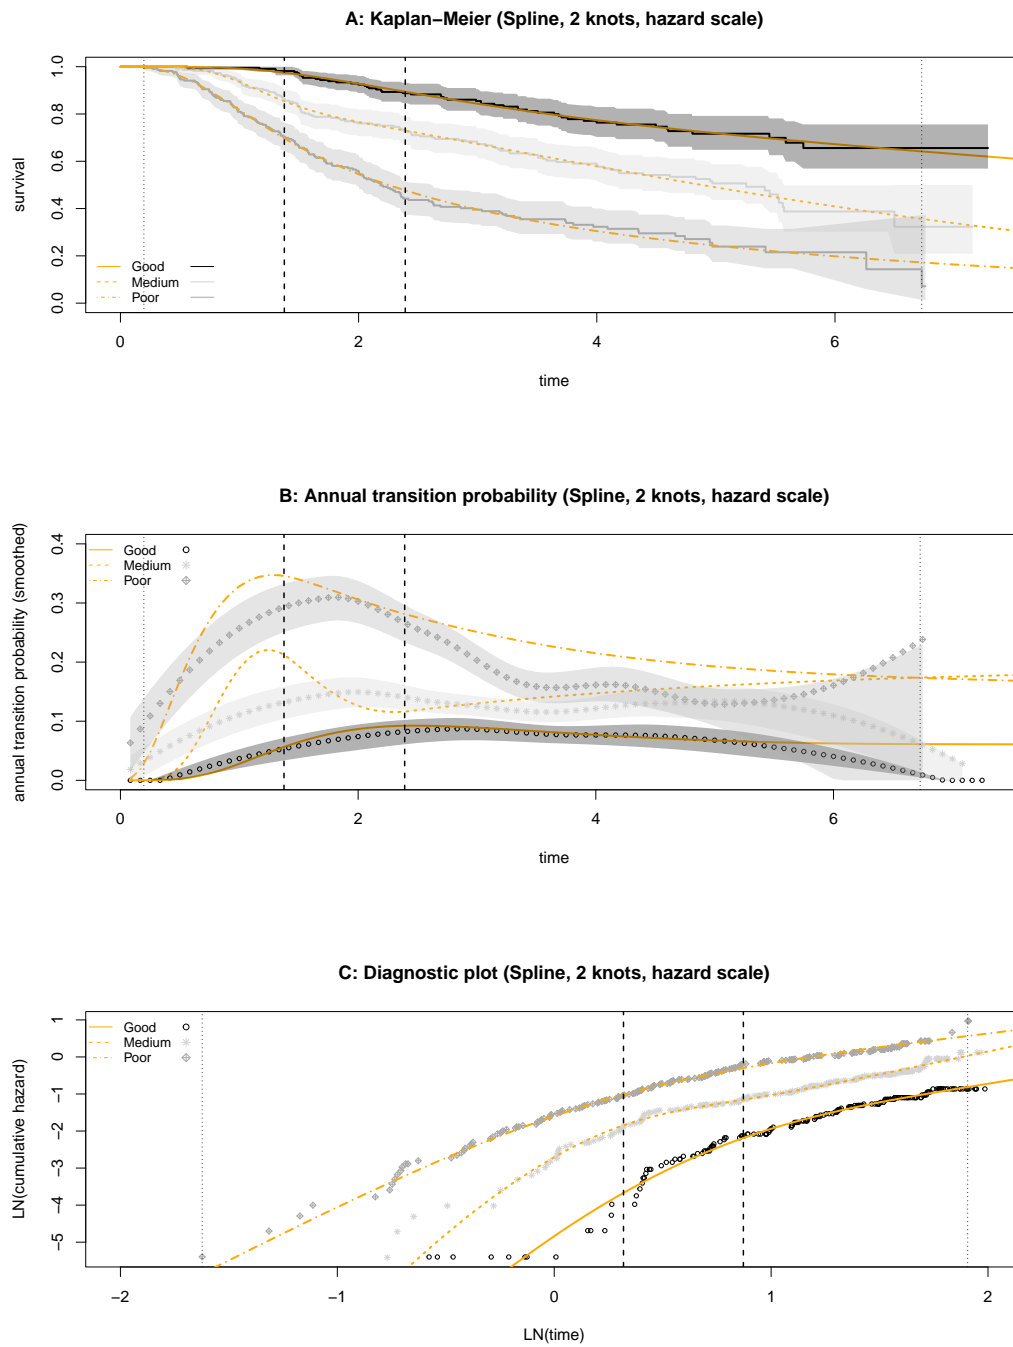 A: Kaplan−Meier (Spline, 2 knots, hazard scale)
survival
1.0
0.8
0.6
0.4
0.2
0.0
Good
Medium
Poor
0 2 4 6
time
B: Annual transition probability (Spline, 2 knots, hazard scale)
annual transition probability (smoothed)
0.4
0.3
0.2
0.1
0.0
Good
Medium
Poor
0 2 4 6
time
C: Diagnostic plot (Spline, 2 knots, hazard scale)
LN(cumulative hazard)
1
0
−1
−2
−3
−4
−5
Good
Medium
Poor
−2 −1 0 1 2
LN(time)